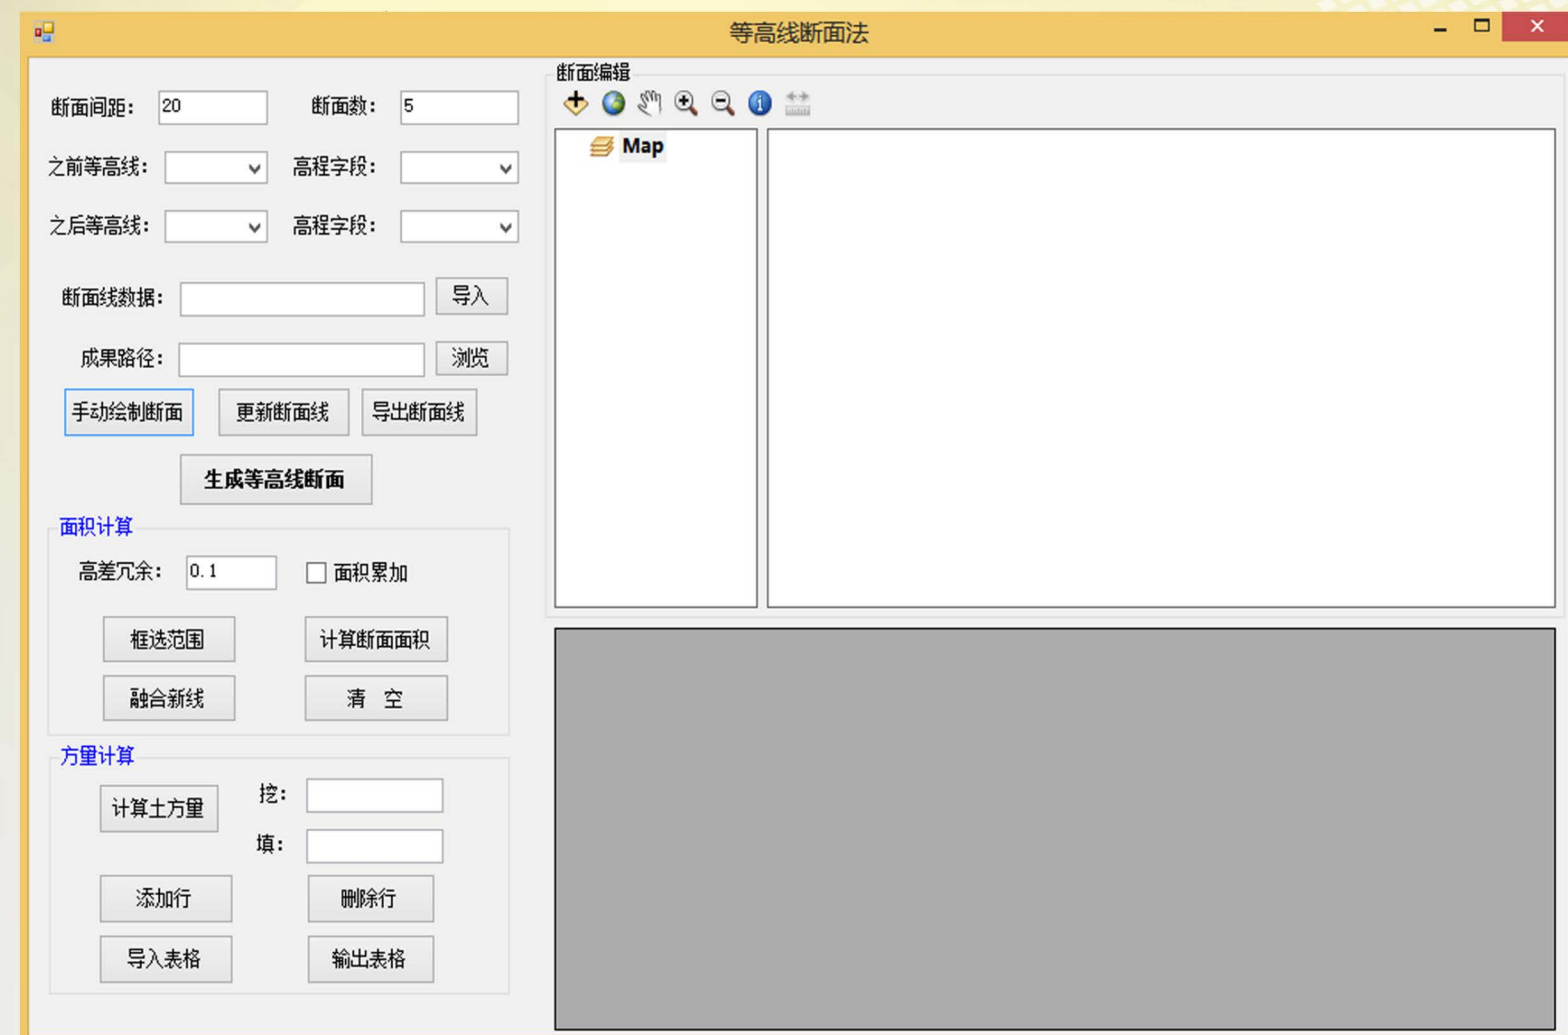 等高线断面法
断面间距： 20 断面数： 5
之前等高线： 高程字段：
之后等高线： 高程字段：
断面线数据： 导入
成果路径： 浏览
手动绘制断面 更新断面线 导出断面线
生成等高线断面
面积计算
高差冗余： 0.1 面积累加
框选范围 计算断面面积
融合新线 清 空
方量计算
计算土方量 挖：
填：
添加行 删除行
导入表格 输出表格
断面编辑
Map